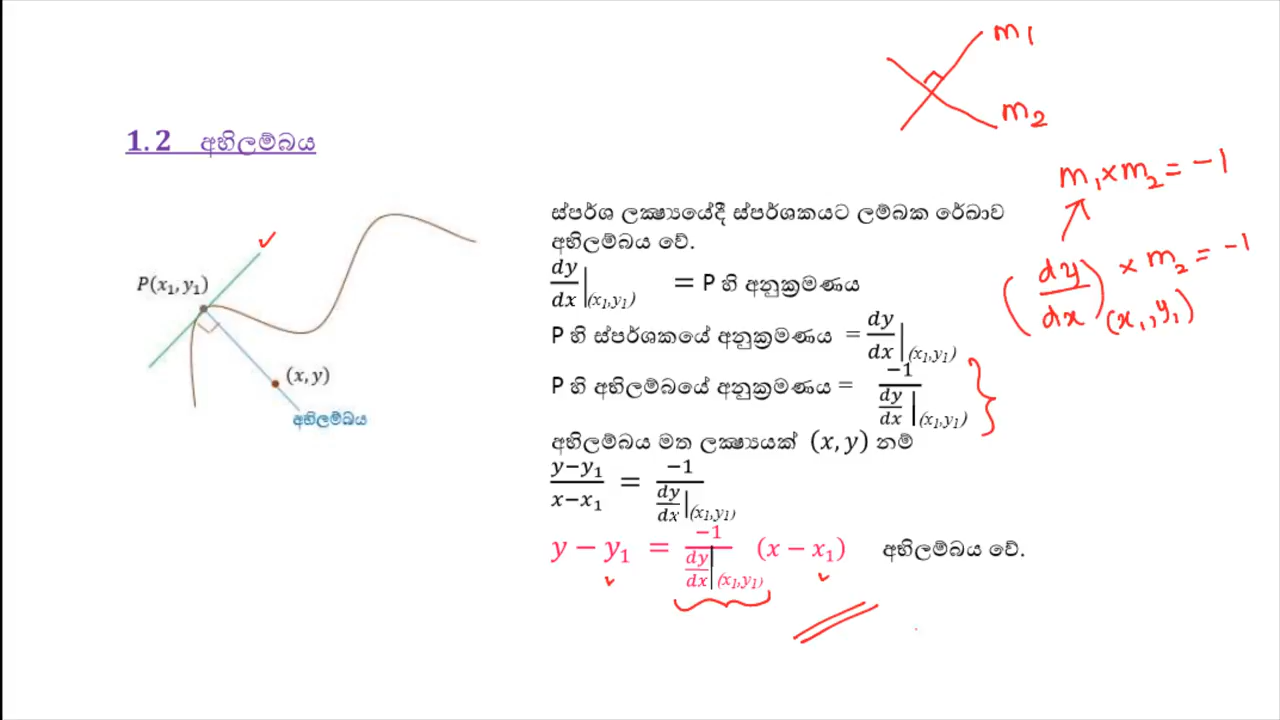 1.2 අභිලම්බය
m1
m2
m₁ × m₂ = −1
(dy/dx)(x₁, y₁) × m₂ = −1
P(x₁, y₁)
(x, y)
අභිලම්බය
ස්පර්ශ ලක්ෂ්‍යයේදී ස්පර්ශකයට ලම්බක රේඛාව
අභිලම්බය වේ.
dy/dx|(x₁,y₁) = P හි අනුක්‍රමණය
P හි ස්පර්ශකයේ අනුක්‍රමණය = dy/dx|(x₁,y₁)
P හි අභිලම්බයේ අනුක්‍රමණය = −1/(dy/dx|(x₁,y₁))
අභිලම්බය මත ලක්ෂ්‍යයක් (x, y) නම්
(y−y₁)/(x−x₁) = −1/(dy/dx|(x₁,y₁))
y − y₁ = −1/(dy/dx|(x₁,y₁)) (x − x₁) අභිලම්බය වේ.